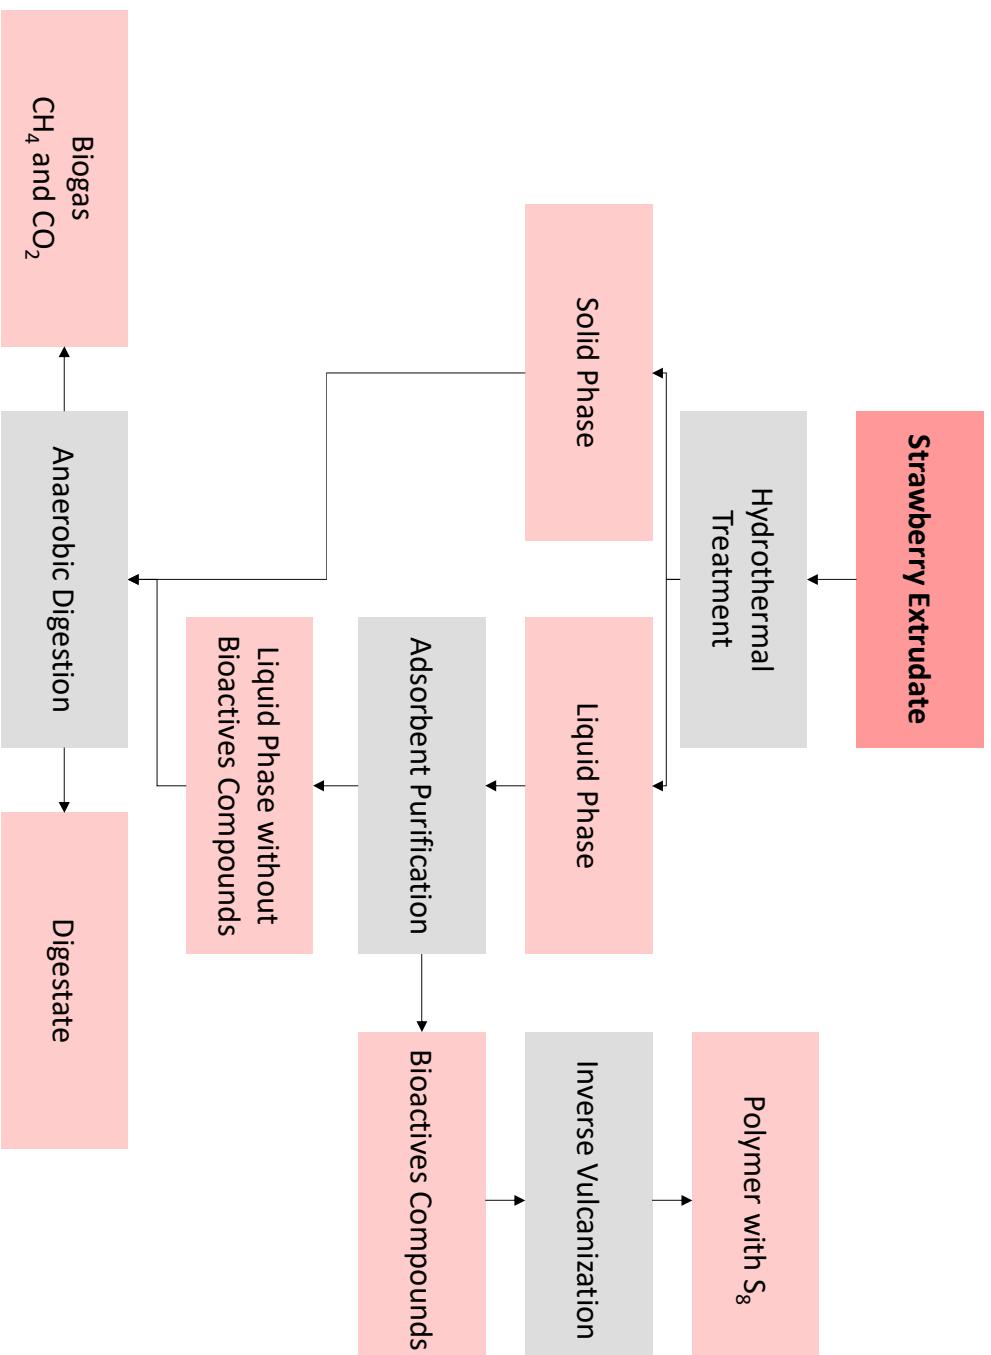 Strawberry Extrudate
Hydrothermal
Treatment
Solid Phase
Liquid Phase
Adsorbent Purification
Liquid Phase without
Bioactives Compounds
Anaerobic Digestion
Biogas
CH₄ and CO₂
Digestate
Polymer with S₈
Inverse Vulcanization
Bioactives Compounds